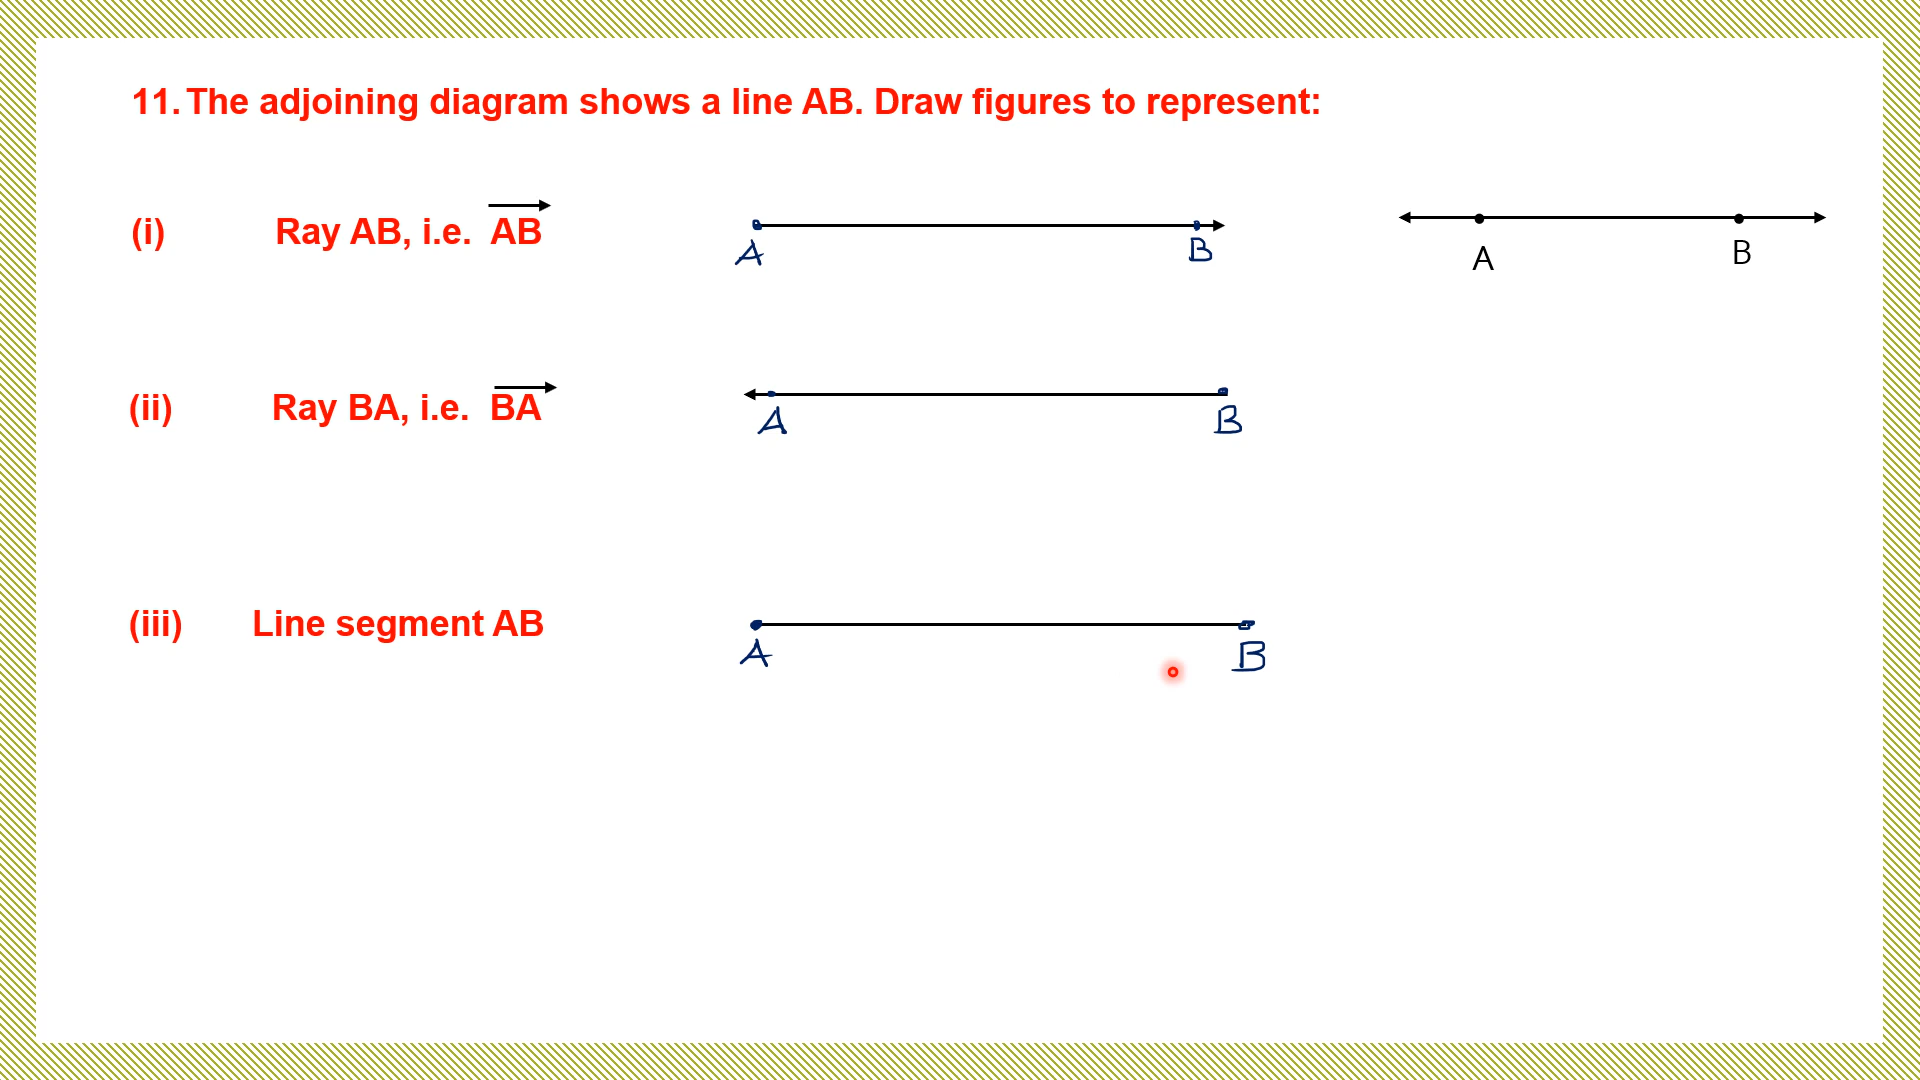 11. The adjoining diagram shows a line AB. Draw figures to represent:
(i) Ray AB, i.e. AB
A B
A B
(ii) Ray BA, i.e. BA
A B
(iii) Line segment AB
A B